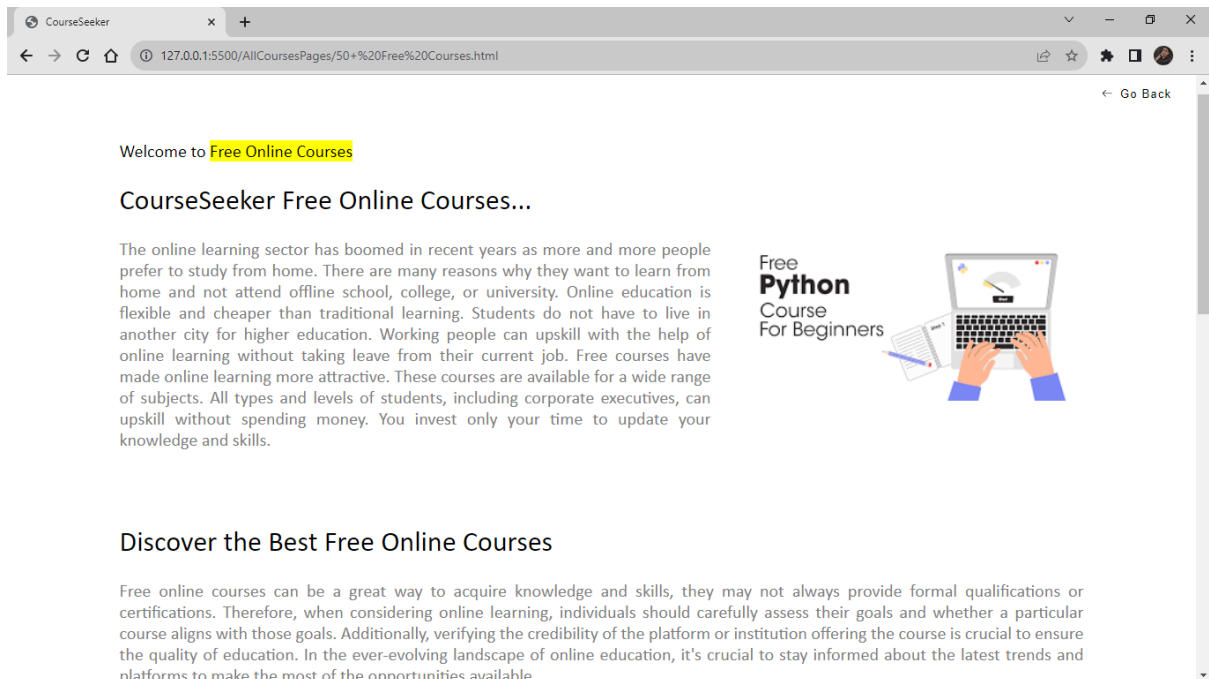 CourseSeeker
127.0.0.1:5500/AllCoursesPages/50+%20Free%20Courses.html
← Go Back
Welcome to Free Online Courses
CourseSeeker Free Online Courses...
The online learning sector has boomed in recent years as more and more people
prefer to study from home. There are many reasons why they want to learn from
home and not attend offline school, college, or university. Online education is
flexible and cheaper than traditional learning. Students do not have to live in
another city for higher education. Working people can upskill with the help of
online learning without taking leave from their current job. Free courses have
made online learning more attractive. These courses are available for a wide range
of subjects. All types and levels of students, including corporate executives, can
upskill without spending money. You invest only your time to update your
knowledge and skills.
Free
Python
Course
For Beginners
Discover the Best Free Online Courses
Free online courses can be a great way to acquire knowledge and skills, they may not always provide formal qualifications or
certifications. Therefore, when considering online learning, individuals should carefully assess their goals and whether a particular
course aligns with those goals. Additionally, verifying the credibility of the platform or institution offering the course is crucial to ensure
the quality of education. In the ever-evolving landscape of online education, it's crucial to stay informed about the latest trends and
platforms to make the most of the opportunities available.